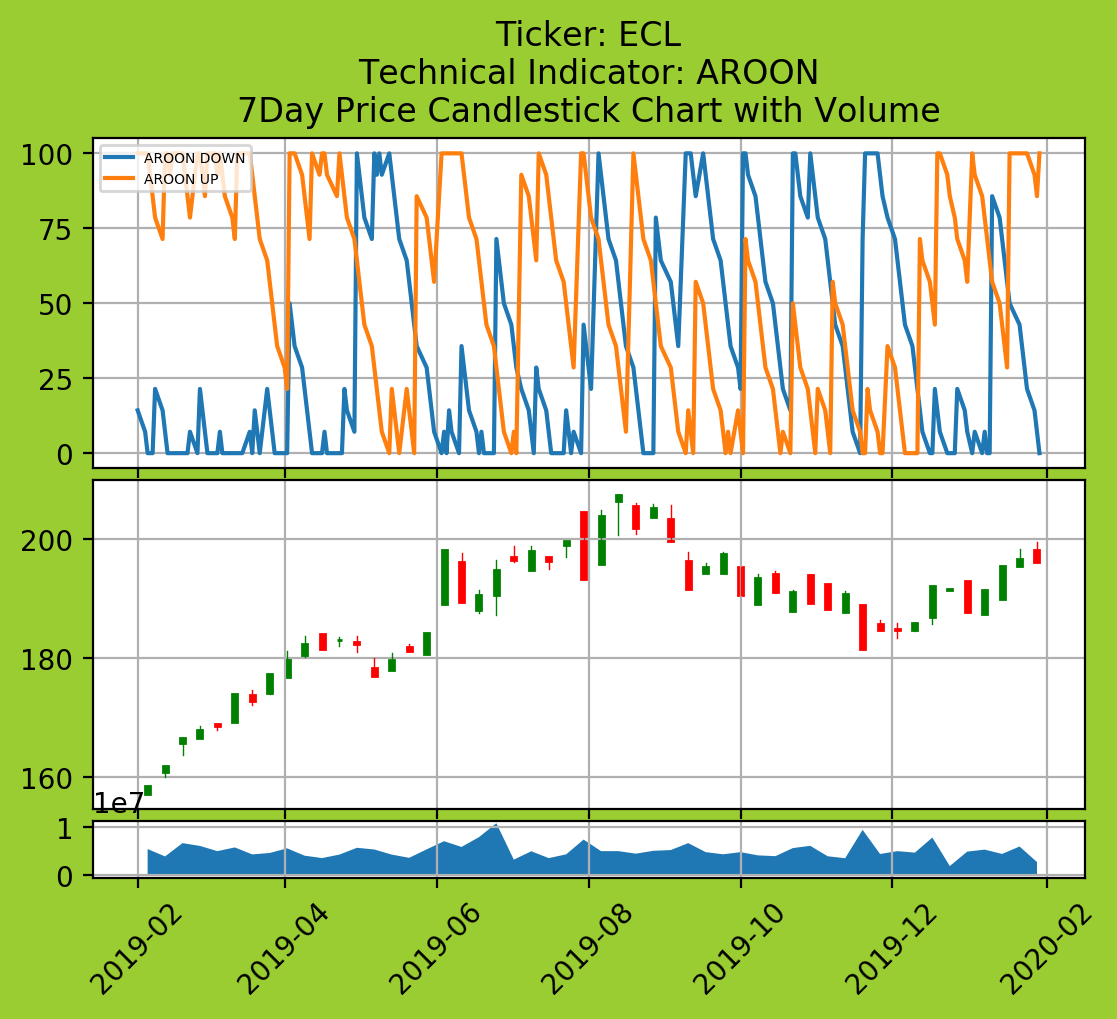 Ticker: ECL
Technical Indicator: AROON
7Day Price Candlestick Chart with Volume
100
75
50
25
0
AROON DOWN
AROON UP
200
180
160
1e7
1
0
2019-02
2019-04
2019-06
2019-08
2019-10
2019-12
2020-02